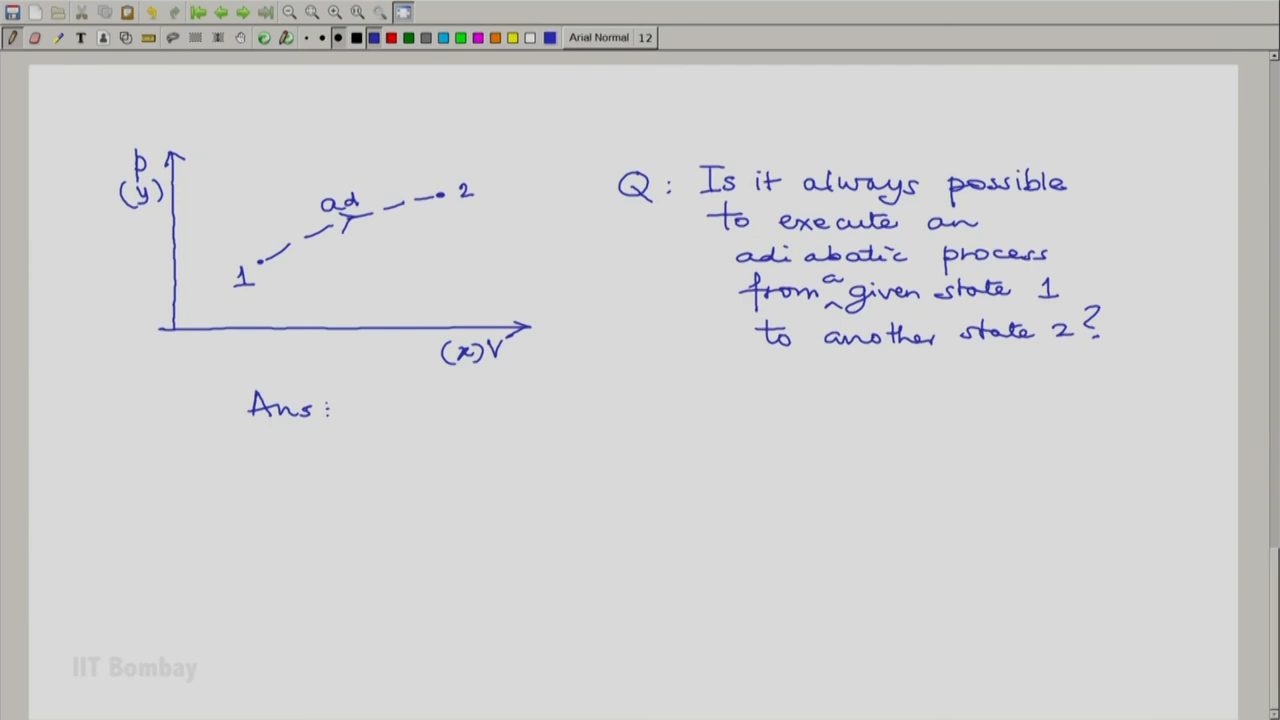 Arial Normal 12
p
(y)
ad
2
1
(x) V
Q: Is it always possible
to execute an
adiabatic process
from a given state 1
to another state 2?
Ans:
IIT Bombay